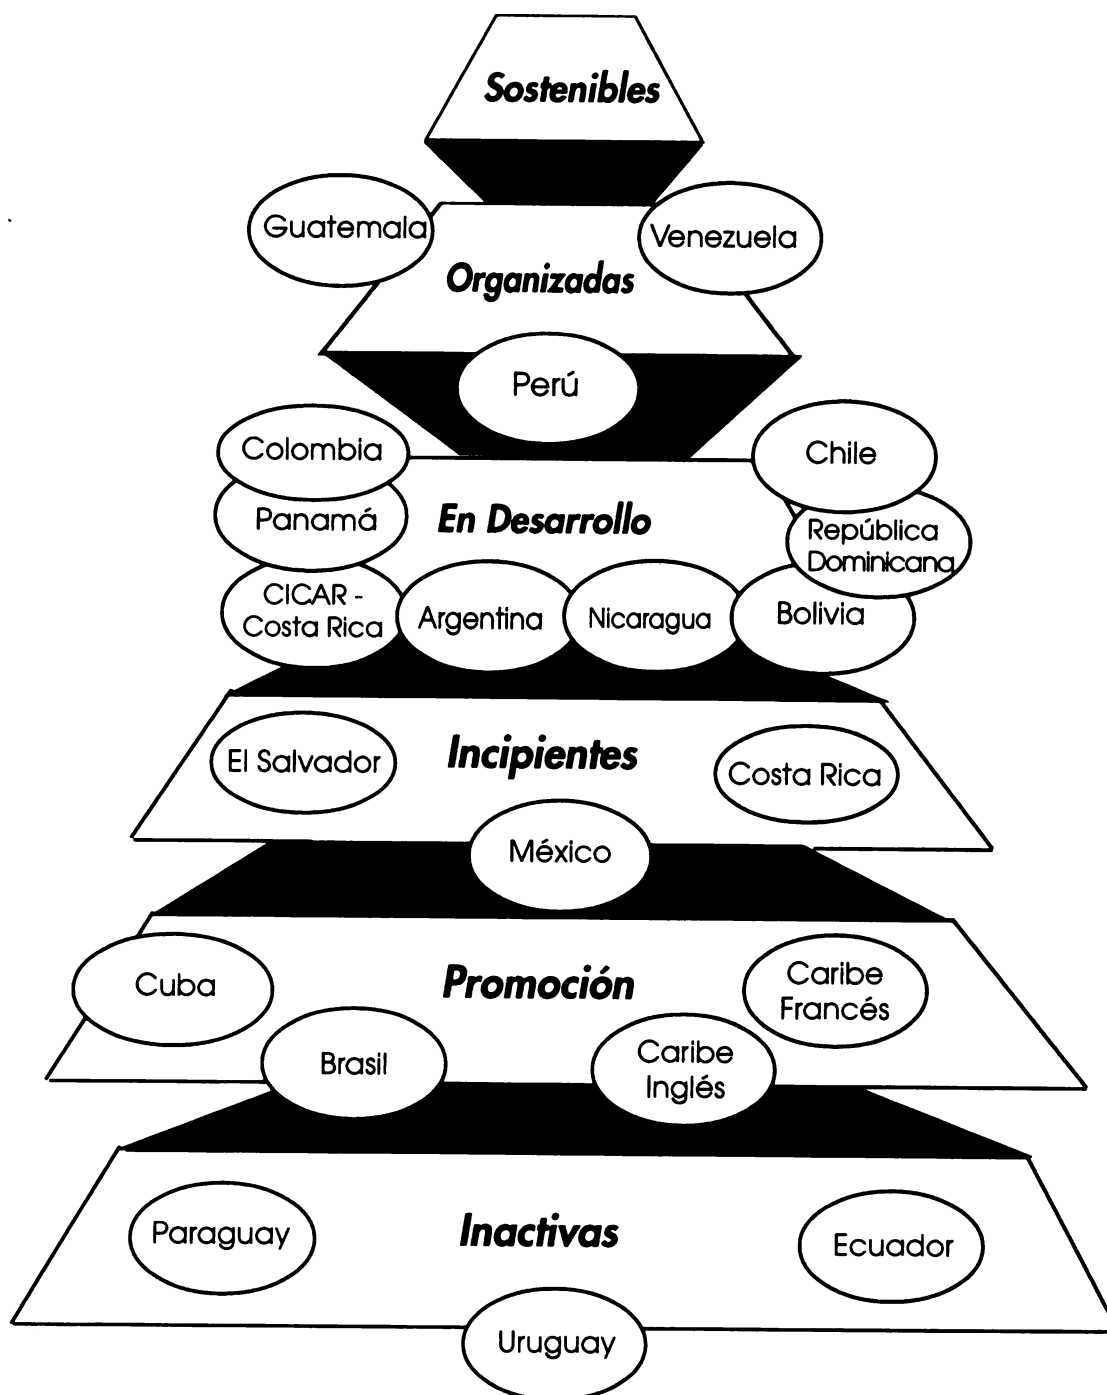 Sostenibles
Guatemala
Venezuela
Organizadas
Perú
Colombia
Chile
Panamá
En Desarrollo
República
Dominicana
CICAR -
Costa Rica
Argentina
Nicaragua
Bolivia
El Salvador
Incipientes
Costa Rica
México
Cuba
Promoción
Caribe
Francés
Brasil
Caribe
Inglés
Paraguay
Inactivas
Ecuador
Uruguay